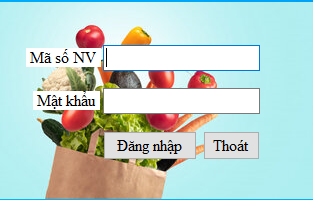 Mã số NV
Mật khẩu
Đăng nhập Thoát